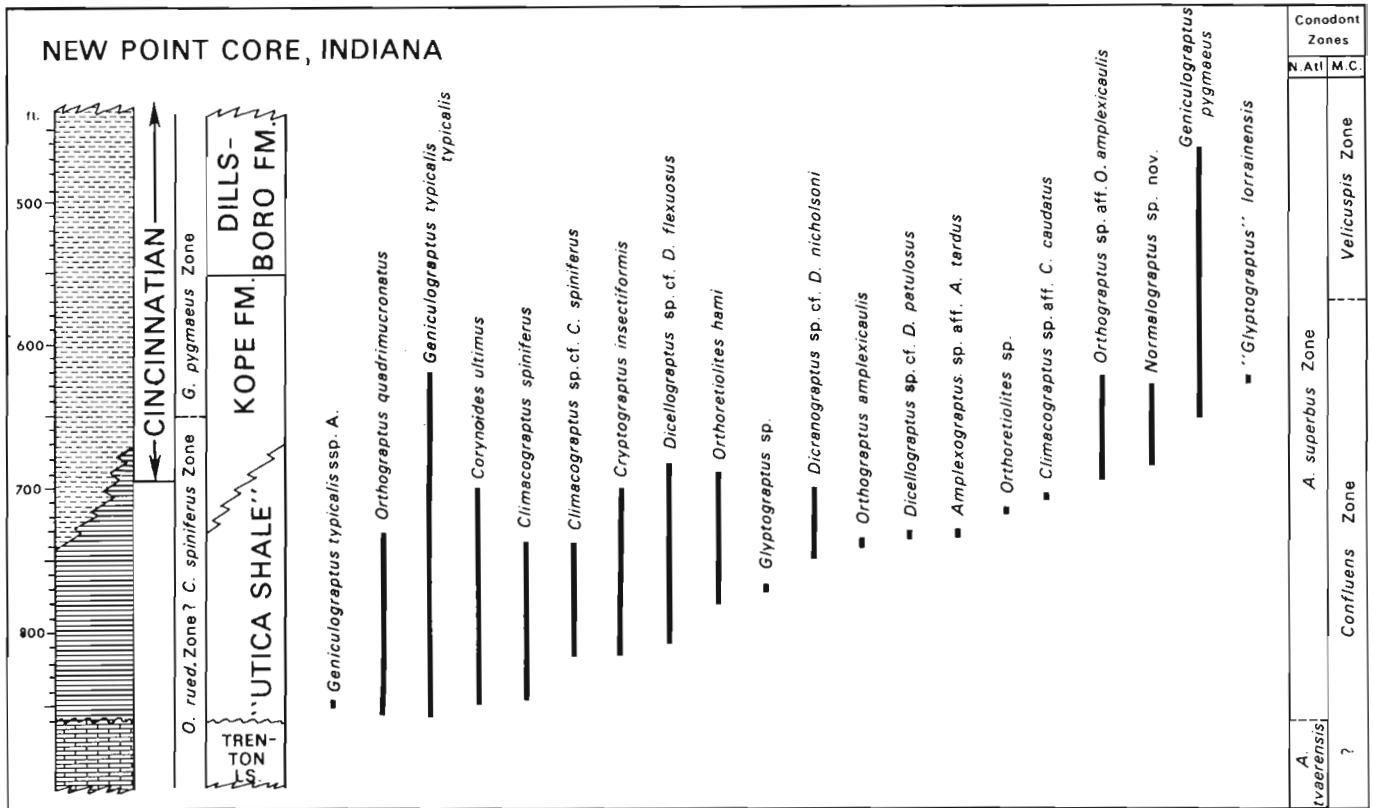 NEW POINT CORE, INDIANA
Conodont
Zones
N.Atl
M.C.
ft.
500
600
700
800
CINCINNATIAN
G. pygmaeus Zone
C. spiniferus Zone
O. rued. Zone?
DILLS-
BORO FM.
KOPE FM.
"UTICA SHALE"
TREN-
TON
LS.
Geniculograptus typicalis ssp. A.
Orthograptus quadrimucronatus
Geniculograptus typicalis
typicalis
Corynoides ultimus
Climacograptus spiniferus
Climacograptus sp. cf. C. spiniferus
Cryptograptus insectiformis
Dicellograptus sp. cf. D. flexuosus
Orthoretiolites hami
Glyptograptus sp.
Dicranograptus sp. cf. D. nicholsoni
Orthograptus amplexicaulis
Dicellograptus sp. cf. D. patulosus
Amplexograptus. sp. aff. A. tardus
Orthoretiolites sp.
Climacograptus sp. aff. C. caudatus
Orthograptus sp. aff. O. amplexicaulis
Normalograptus sp. nov.
Geniculograptus
pygmaeus
"Glyptograptus" lorrainensis
A. superbus Zone
A.
tvaerensis
Velicuspis Zone
Confluens Zone
?